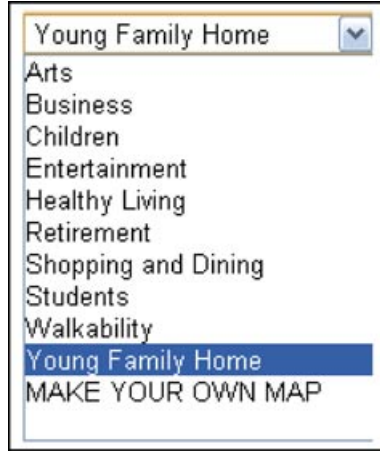 Young Family Home
Arts
Business
Children
Entertainment
Healthy Living
Retirement
Shopping and Dining
Students
Walkability
Young Family Home
MAKE YOUR OWN MAP